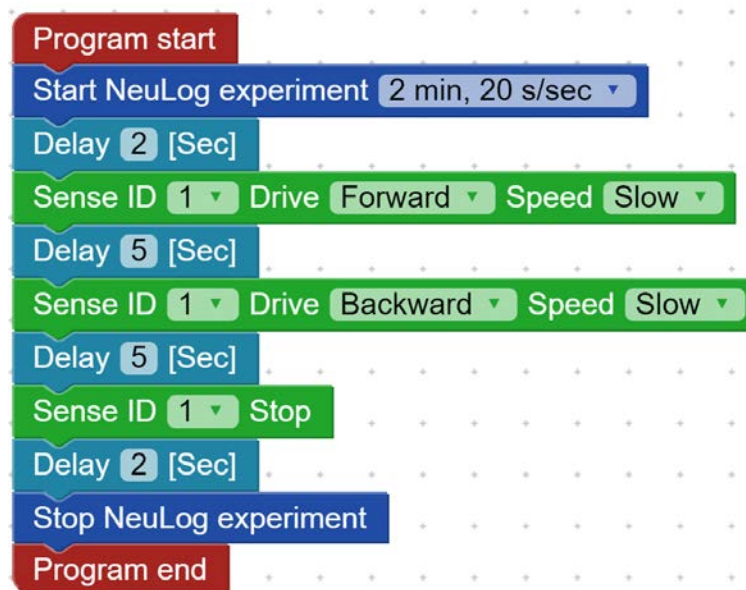 Program start
Start NeuLog experiment 2 min, 20 s/sec
Delay 2 [Sec]
Sense ID 1 Drive Forward Speed Slow
Delay 5 [Sec]
Sense ID 1 Drive Backward Speed Slow
Delay 5 [Sec]
Sense ID 1 Stop
Delay 2 [Sec]
Stop NeuLog experiment
Program end